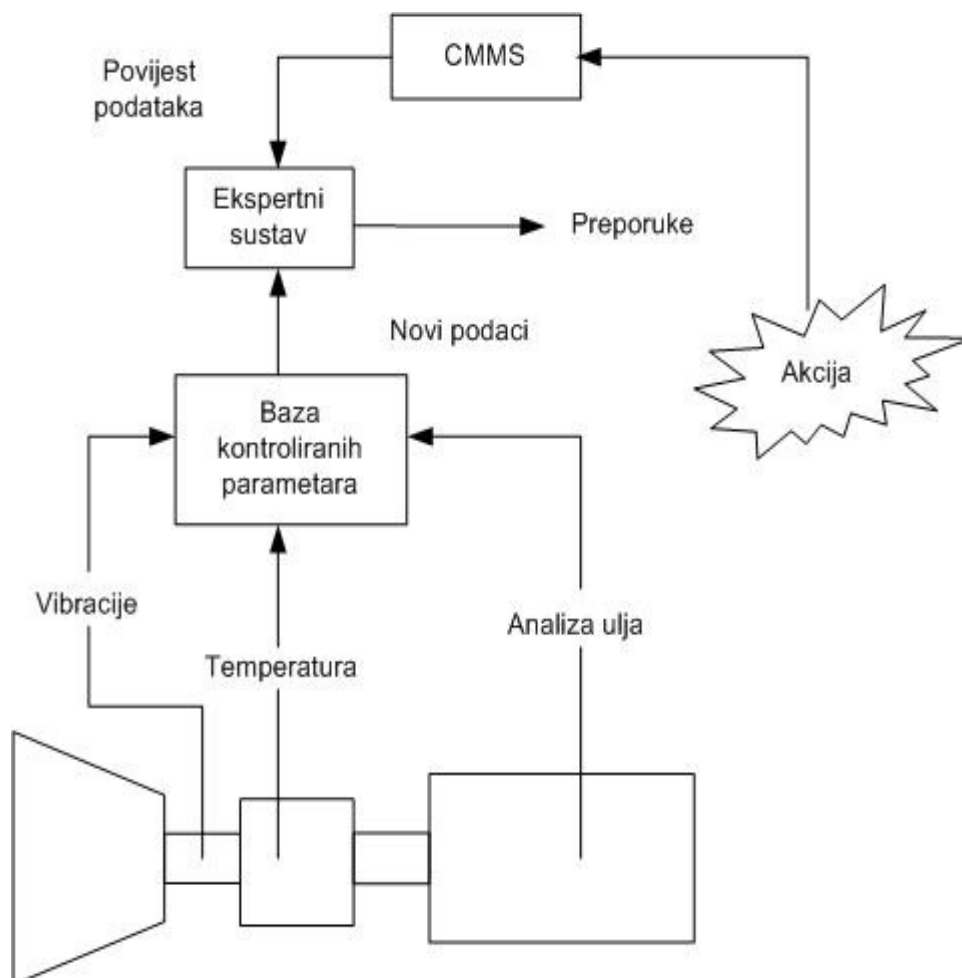 CMMS
Povijest
podataka
Ekspertni
sustav
Preporuke
Novi podaci
Akcija
Baza
kontroliranih
parametara
Vibracije
Analiza ulja
Temperatura